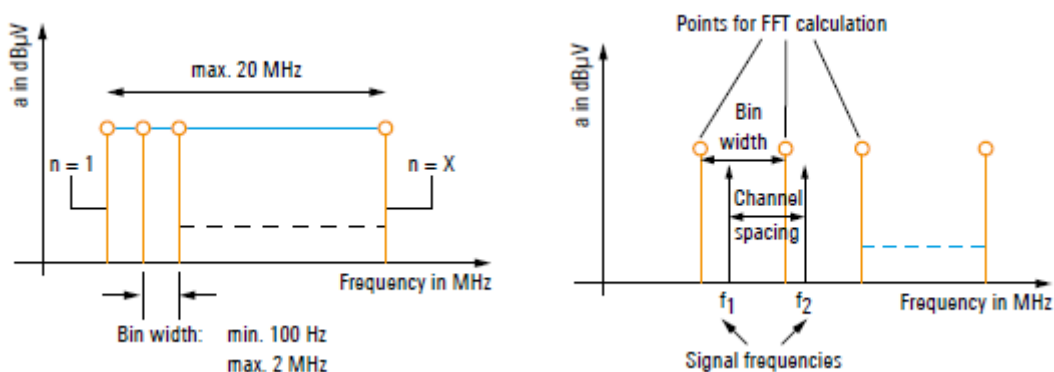 a in dBµV
max. 20 MHz
n = 1
n = X
Frequency in MHz
Bin width: min. 100 Hz
max. 2 MHz
Points for FFT calculation
a in dBµV
Bin
width
Channel
spacing
f1
f2
Frequency in MHz
Signal frequencies